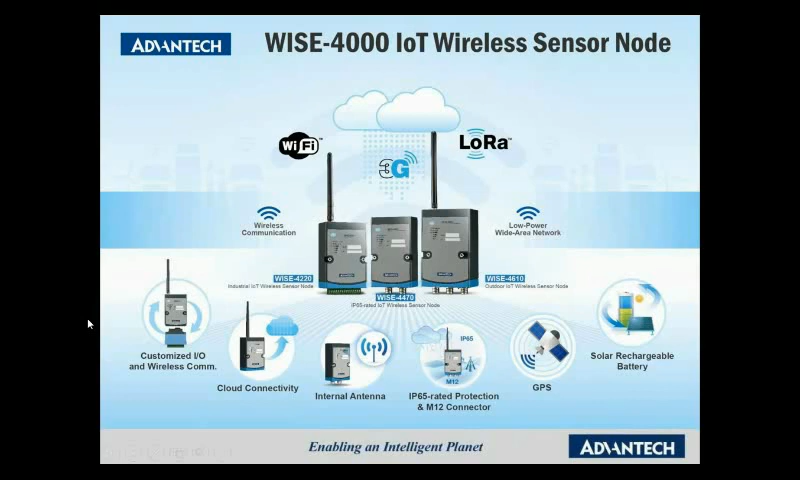 ADVANTECH
WISE-4000 IoT Wireless Sensor Node
WiFi™
LoRa™
3G
Wireless
Communication
Low-Power
Wide-Area Network
WISE-4220
Industrial IoT Wireless Sensor Node
WISE-4610
Outdoor IoT Wireless Sensor Node
WISE-4470
IP65-rated IoT Wireless Sensor Node
Customized I/O
and Wireless Comm.
Cloud Connectivity
Internal Antenna
IP65
M12
IP65-rated Protection
& M12 Connector
GPS
Solar Rechargeable
Battery
Enabling an Intelligent Planet
ADVANTECH